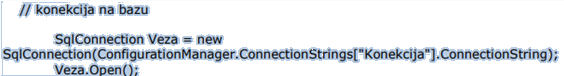 // konekcija na bazu
SqlConnection Veza = new
SqlConnection(ConfigurationManager.ConnectionStrings["Konekcija"].ConnectionString);
Veza.Open();